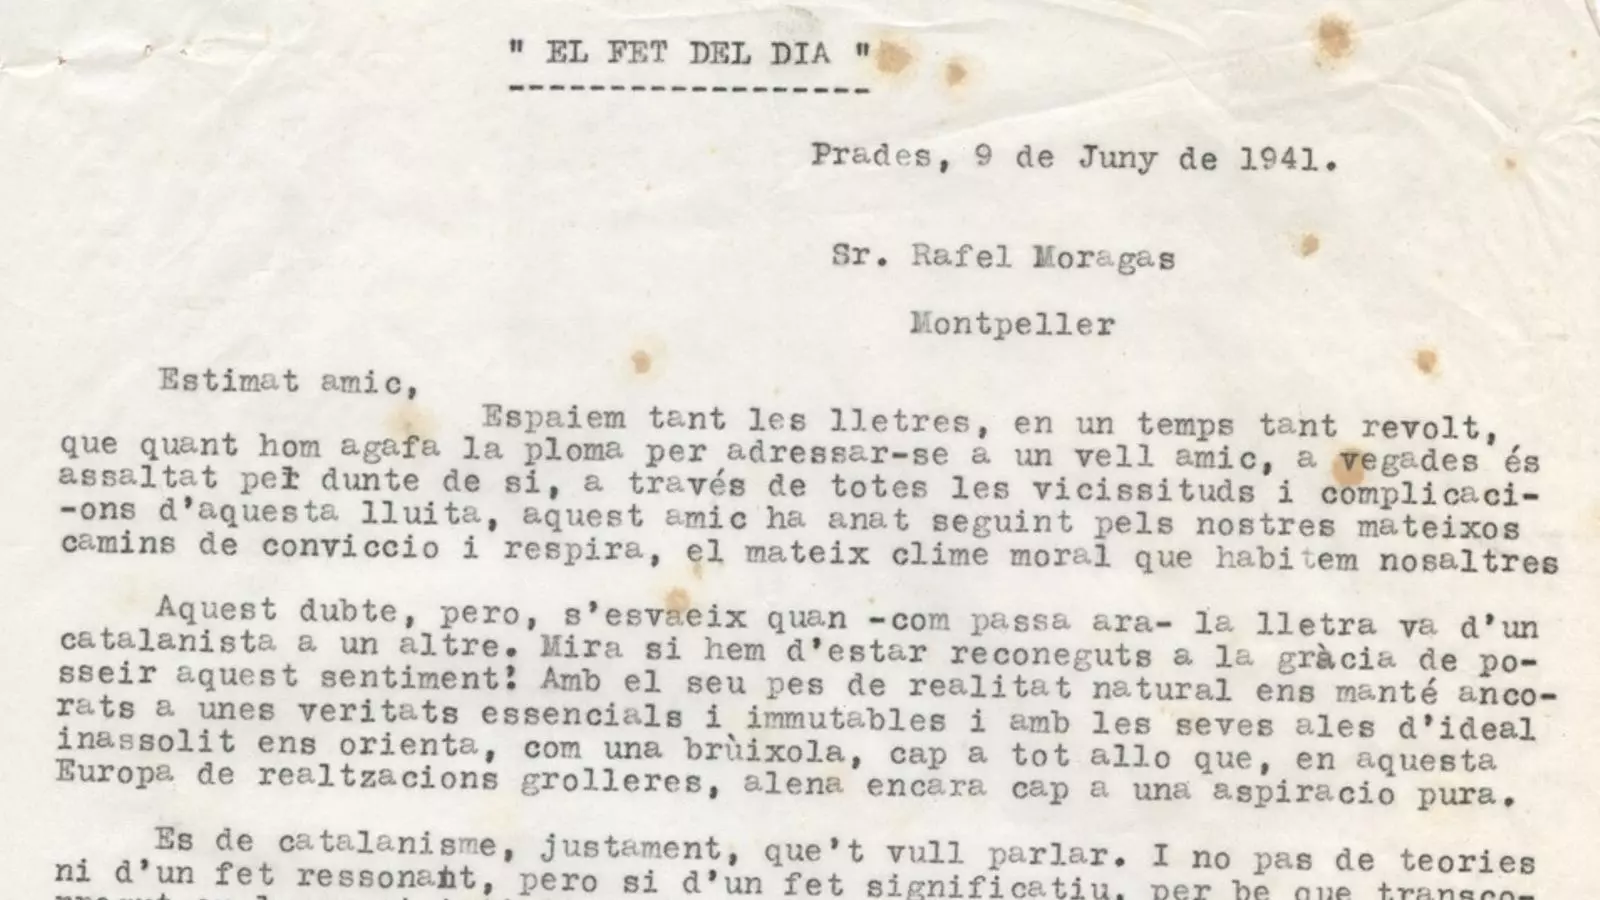 " EL FET DEL DIA "
------------------
Prades, 9 de Juny de 1941.
Sr. Rafel Moragas
Montpeller
Estimat amic,
Espaiem tant les lletres, en un temps tant revolt,
que quant hom agafa la ploma per adressar-se a un vell amic, a vegades és
assaltat pel dunte de si, a través de totes les vicissituds i complicaci-
-ons d'aquesta lluita, aquest amic ha anat seguint pels nostres mateixos
camins de conviccio i respira, el mateix clime moral que habitem nosaltres
Aquest dubte, pero, s'esvaeix quan -com passa ara- la lletra va d'un
catalanista a un altre. Mira si hem d'estar reconeguts a la gràcia de po-
sseir aquest sentiment! Amb el seu pes de realitat natural ens manté anco-
rats a unes veritats essencials i immutables i amb les seves ales d'ideal
inassolit ens orienta, com una brùixola, cap a tot allo que, en aquesta
Europa de realtzacions grolleres, alena encara cap a una aspiracio pura.
Es de catalanisme, justament, que't vull parlar. I no pas de teories
ni d'un fet ressonant, pero si d'un fet significatiu, per be que transco-